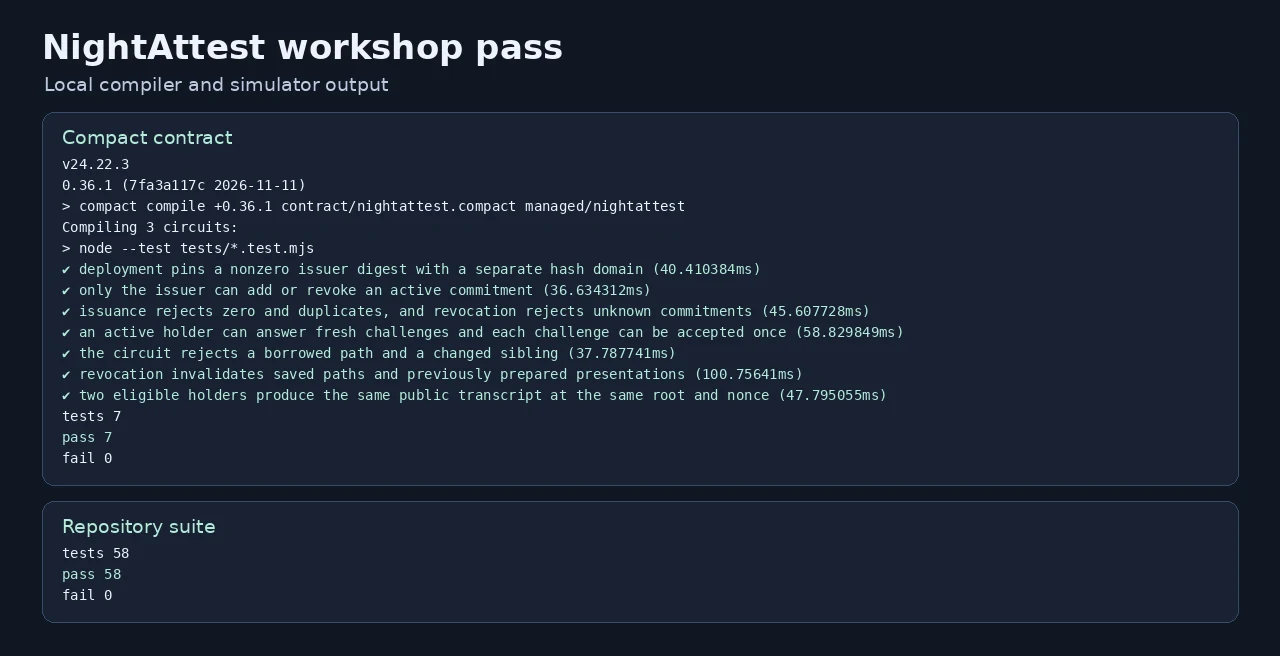 NightAttest workshop pass
Local compiler and simulator output
Compact contract
v24.22.3
0.36.1 (7fa3a117c 2026-11-11)
> compact compile +0.36.1 contract/nightattest.compact managed/nightattest
Compiling 3 circuits:
> node --test tests/*.test.mjs
✔ deployment pins a nonzero issuer digest with a separate hash domain (40.410384ms)
✔ only the issuer can add or revoke an active commitment (36.634312ms)
✔ issuance rejects zero and duplicates, and revocation rejects unknown commitments (45.607728ms)
✔ an active holder can answer fresh challenges and each challenge can be accepted once (58.829849ms)
✔ the circuit rejects a borrowed path and a changed sibling (37.787741ms)
✔ revocation invalidates saved paths and previously prepared presentations (100.75641ms)
✔ two eligible holders produce the same public transcript at the same root and nonce (47.795055ms)
tests 7
pass 7
fail 0
Repository suite
tests 58
pass 58
fail 0